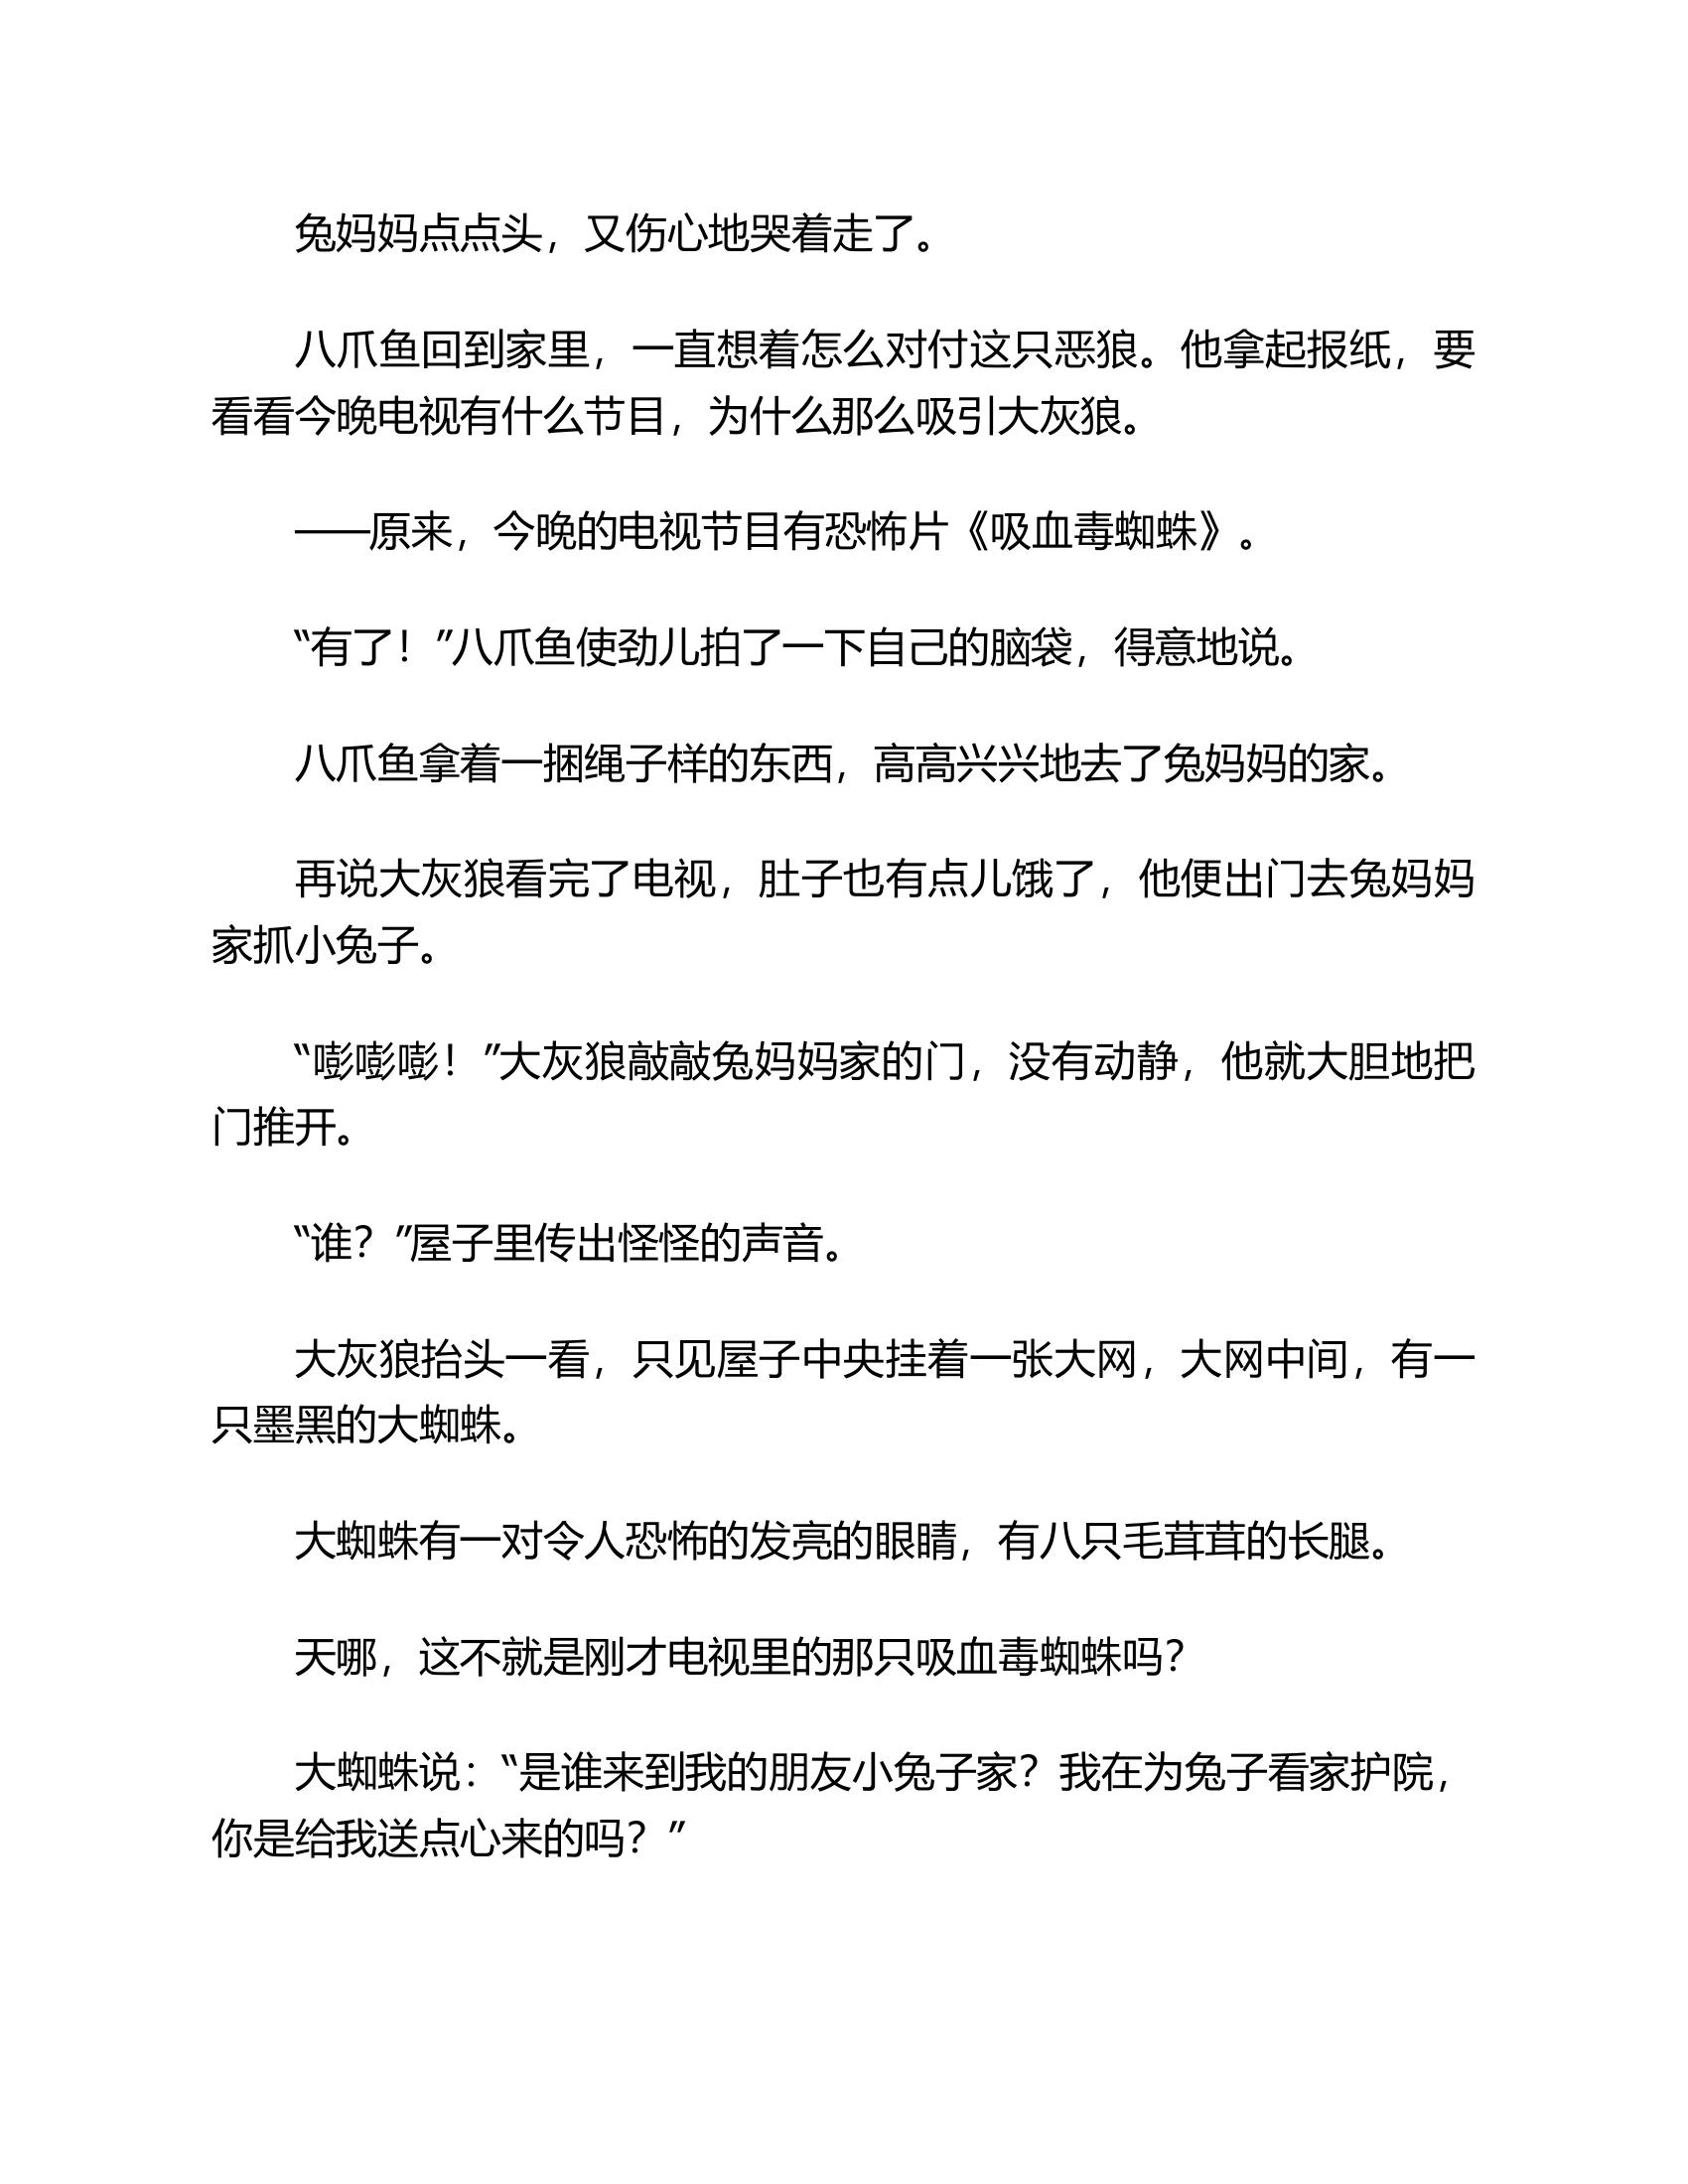 兔妈妈点点头，又伤心地哭着走了。
八爪鱼回到家里，一直想着怎么对付这只恶狼。他拿起报纸，要
看看今晚电视有什么节目，为什么那么吸引大灰狼。
——原来，今晚的电视节目有恐怖片《吸血毒蜘蛛》。
“有了！”八爪鱼使劲儿拍了一下自己的脑袋，得意地说。
八爪鱼拿着一捆绳子样的东西，高高兴兴地去了兔妈妈的家。
再说大灰狼看完了电视，肚子也有点儿饿了，他便出门去兔妈妈
家抓小兔子。
“嘭嘭嘭！”大灰狼敲敲兔妈妈家的门，没有动静，他就大胆地把
门推开。
“谁？”屋子里传出怪怪的声音。
大灰狼抬头一看，只见屋子中央挂着一张大网，大网中间，有一
只墨黑的大蜘蛛。
大蜘蛛有一对令人恐怖的发亮的眼睛，有八只毛茸茸的长腿。
天哪，这不就是刚才电视里的那只吸血毒蜘蛛吗？
大蜘蛛说：“是谁来到我的朋友小兔子家？我在为兔子看家护院，
你是给我送点心来的吗？”